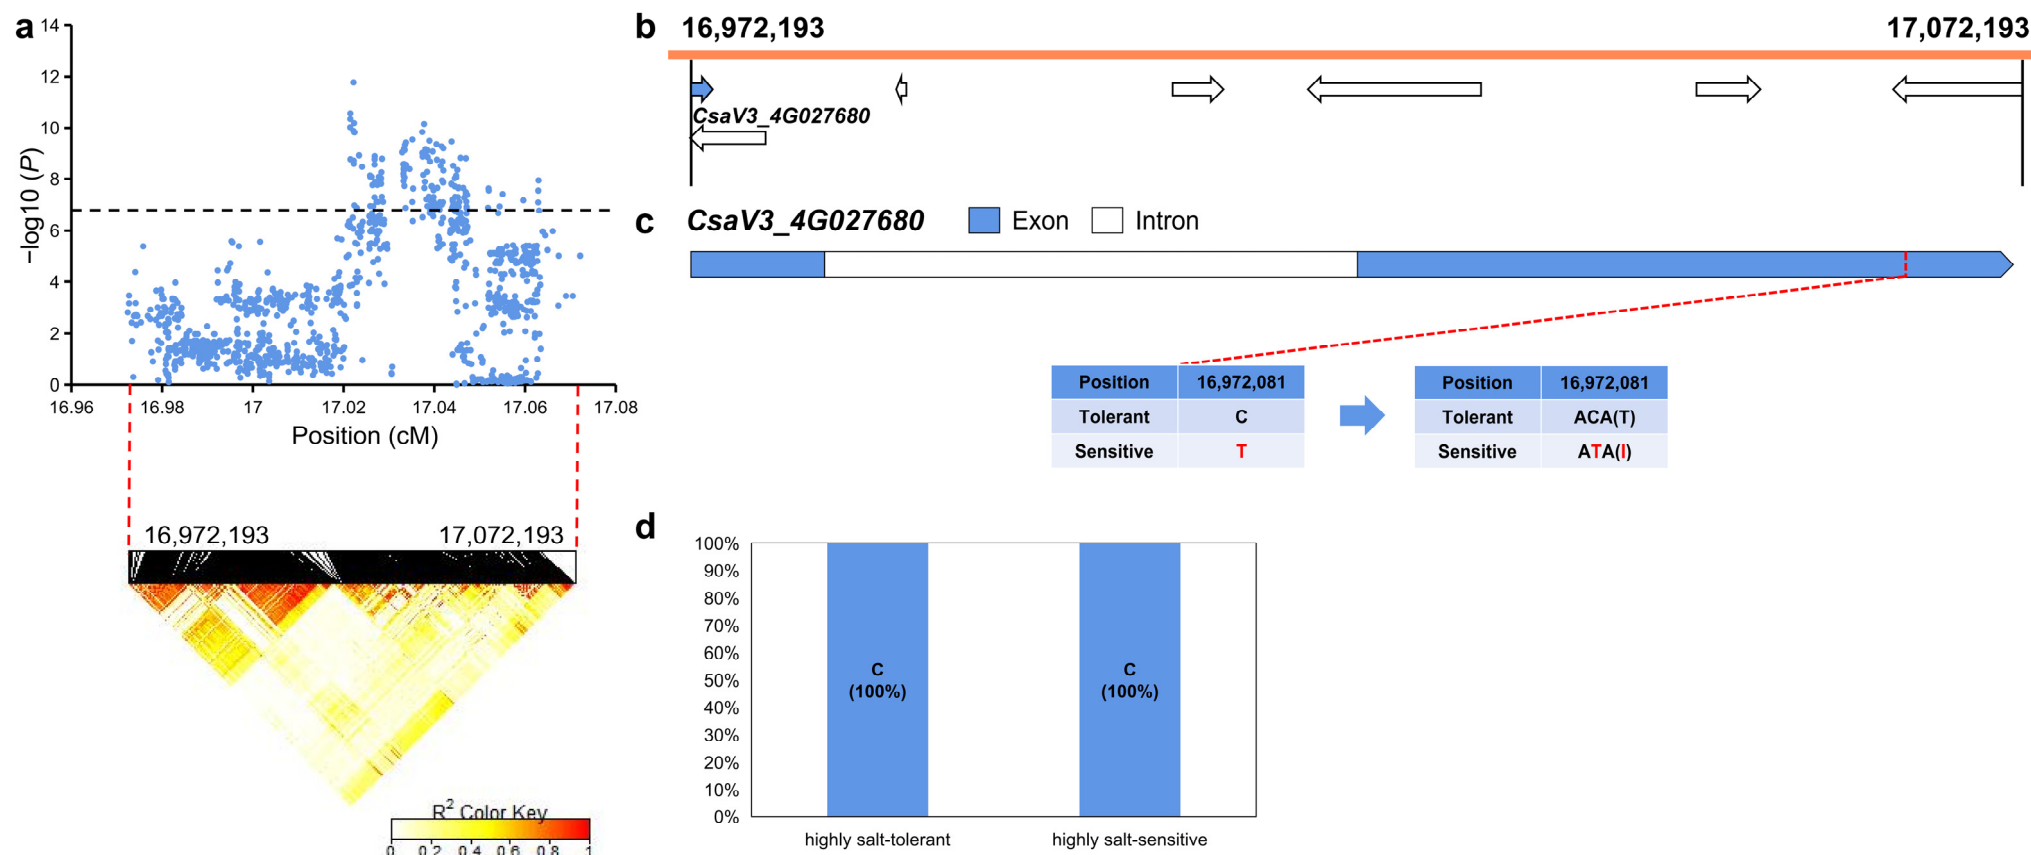 a
14
12
10
8
6
4
2
0
−log10 (P)
16.96
16.98
17
17.02
17.04
17.06
17.08
Position (cM)
16,972,193
17,072,193
R² Color Key
0
0.2
0.4
0.6
0.8
1
b
16,972,193
17,072,193
CsaV3_4G027680
c
CsaV3_4G027680
Exon
Intron
Position 16,972,081
Tolerant C
Sensitive T
Position 16,972,081
Tolerant ACA(T)
Sensitive ATA(I)
d
100%
90%
80%
70%
60%
50%
40%
30%
20%
10%
0%
C
(100%)
C
(100%)
highly salt-tolerant
highly salt-sensitive